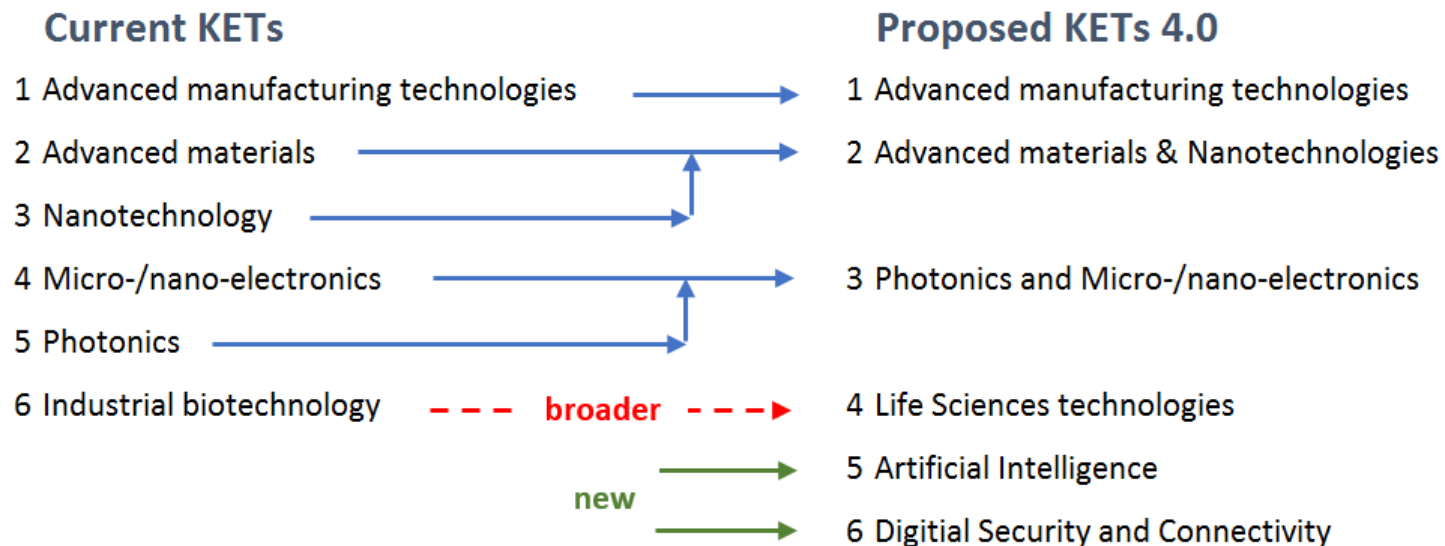 Current KETs
Proposed KETs 4.0
1 Advanced manufacturing technologies
1 Advanced manufacturing technologies
2 Advanced materials
2 Advanced materials & Nanotechnologies
3 Nanotechnology
4 Micro-/nano-electronics
3 Photonics and Micro-/nano-electronics
5 Photonics
6 Industrial biotechnology
broader
4 Life Sciences technologies
new
5 Artificial Intelligence
6 Digitial Security and Connectivity